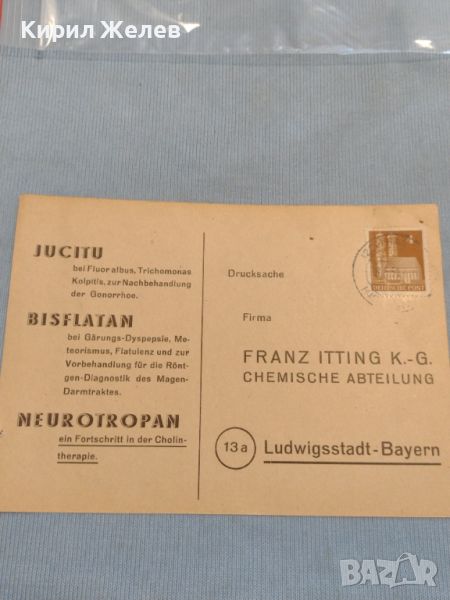 Кирил Желев
JUCITU
bei Fluor albus, Trichomonas
Kolpitis, zur Nachbehandlung
der Gonorrhoe.
BISFLATAN
bei Gärungs-Dyspepsie, Me-
teorismus, Flatulenz und zur
Vorbehandlung für die Rönt-
gen-Diagnostik des Magen-
Darmtraktes.
NEUROTROPAN
ein Fortschritt in der Cholin-
therapie.
Drucksache
Firma
FRANZ ITTING K.-G.
CHEMISCHE ABTEILUNG
13a
Ludwigsstadt-Bayern
4
DEUTSCHE POST
BAZAR